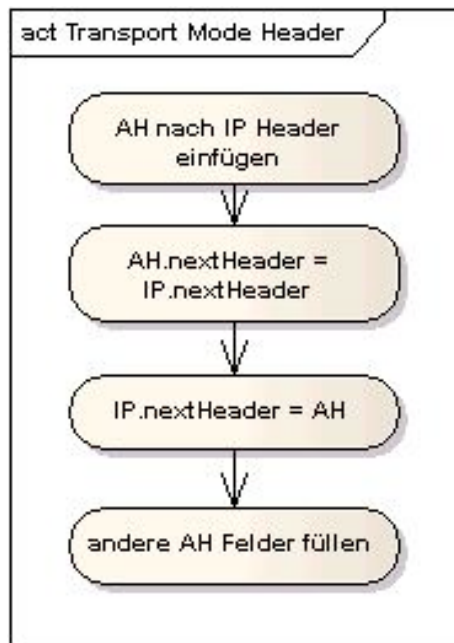 act Transport Mode Header
AH nach IP Header
einfügen
AH.nextHeader =
IP.nextHeader
IP.nextHeader = AH
andere AH Felder füllen